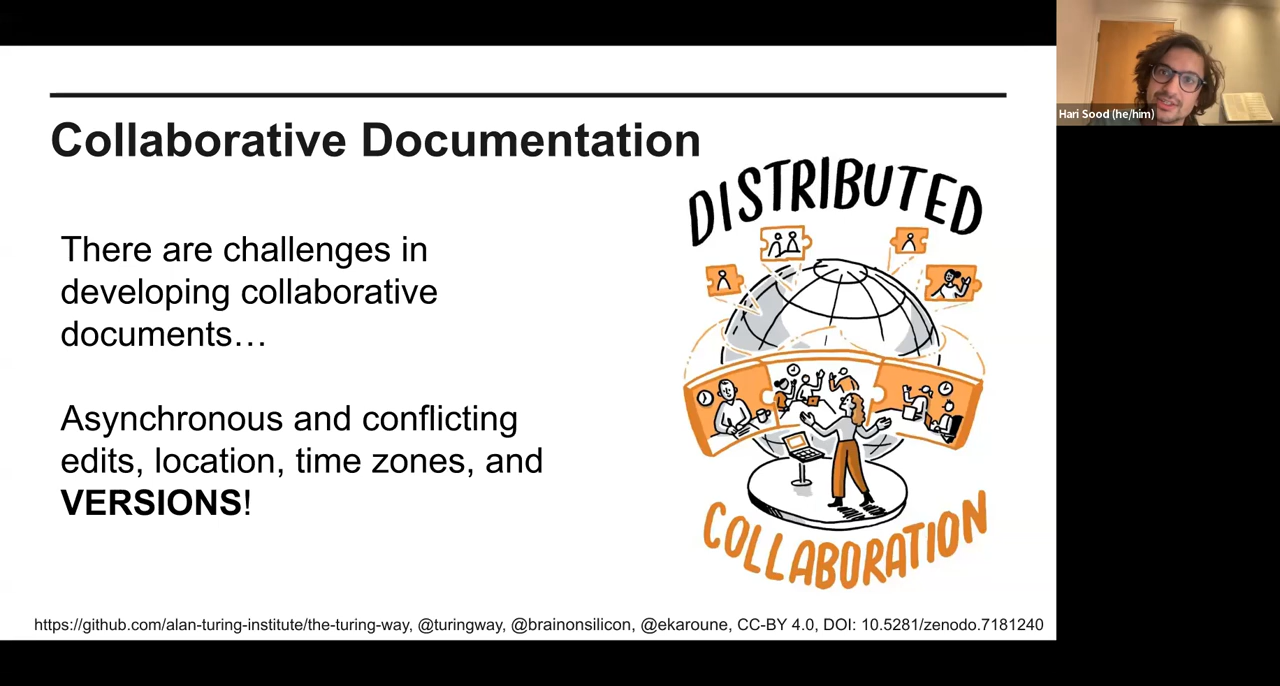 Collaborative Documentation
There are challenges in
developing collaborative
documents…
Asynchronous and conflicting
edits, location, time zones, and
VERSIONS!
DISTRIBUTED
COLLABORATION
https://github.com/alan-turing-institute/the-turing-way, @turingway, @brainonsilicon, @ekaroune, CC-BY 4.0, DOI: 10.5281/zenodo.7181240
Hari Sood (he/him)